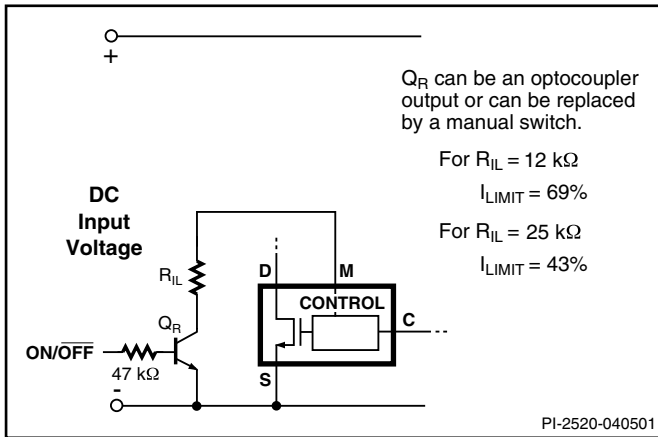 +
Q_R can be an optocoupler
output or can be replaced
by a manual switch.
For R_IL = 12 kΩ
I_LIMIT = 69%
For R_IL = 25 kΩ
I_LIMIT = 43%
DC
Input
Voltage
R_IL
D
M
CONTROL
C
Q_R
ON/OFF
47 kΩ
S
-
PI-2520-040501